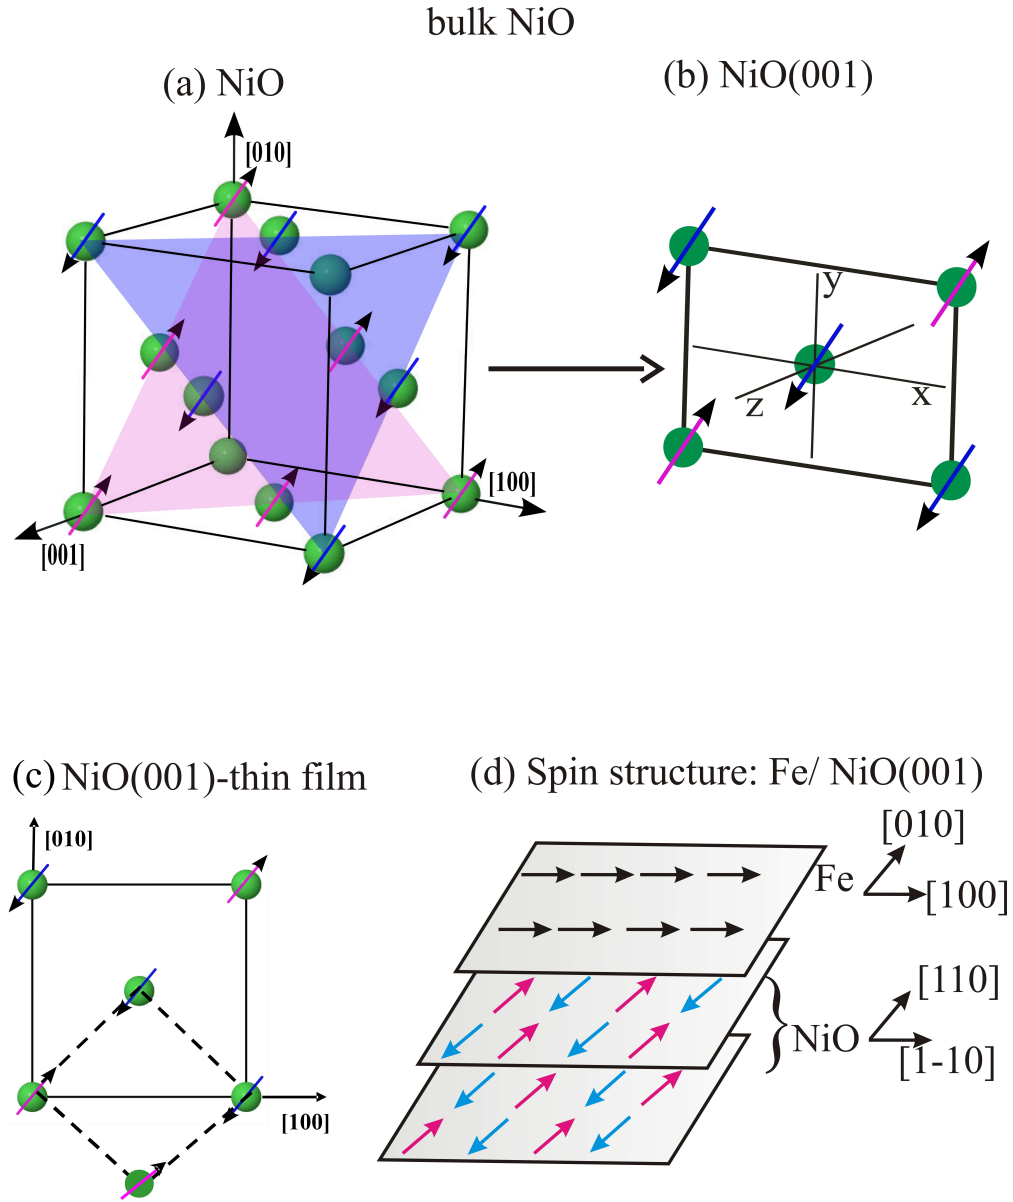 bulk NiO
(a) NiO
(b) NiO(001)
[010]
[100]
[001]
y
x
z
(c) NiO(001)-thin film
[010]
[100]
(d) Spin structure: Fe/ NiO(001)
[010]
Fe
[100]
[110]
NiO
[1-10]